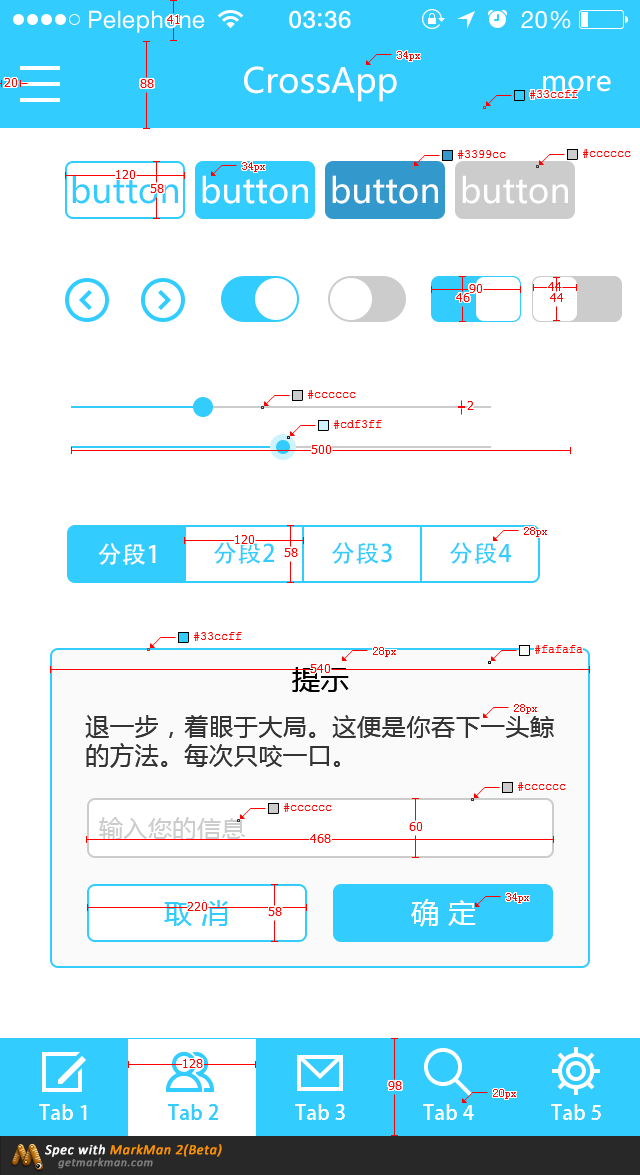 41
Pelephone 03:36 20%
34px
88
20
CrossApp more
#33ccff
34px #3399cc #cccccc
120
58
button button button button
90
46
44
44
#cccccc
2
#cdf3ff
500
28px
120
58
分段1 分段2 分段3 分段4
#33ccff
28px #fafafa
540
提示
28px
退一步，着眼于大局。这便是你吞下一头鲸
的方法。每次只咬一口。
#cccccc
#cccccc
输入您的信息
60
468
34px
220
58
取 消 确 定
128
98
20px
Tab 1 Tab 2 Tab 3 Tab 4 Tab 5
Spec with MarkMan 2(Beta)
getmarkman.com